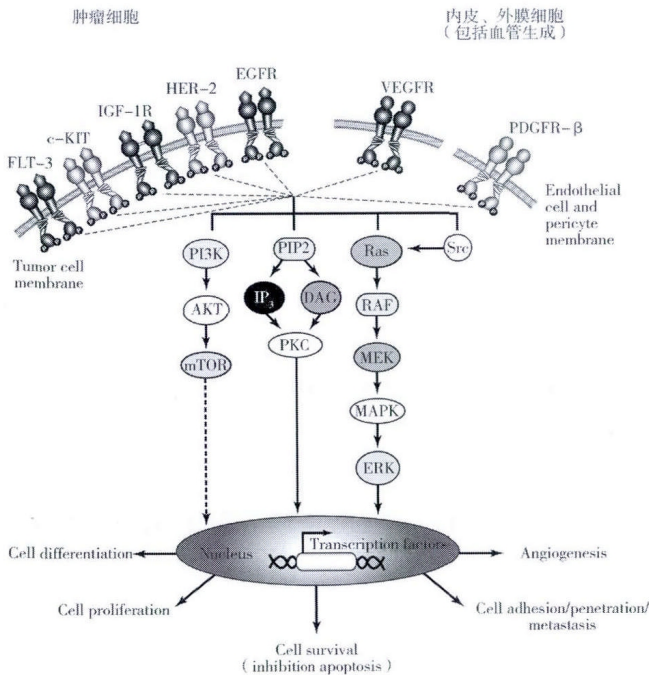 肿瘤细胞
内皮、外膜细胞
（包括血管生成）
EGFR
HER-2
IGF-1R
c-KIT
FLT-3
VEGFR
PDGFR-β
Tumor cell
membrane
Endothelial
cell and
pericyte
membrane
PI3K
PIP2
Ras
Src
IP3
DAG
AKT
RAF
PKC
mTOR
MEK
MAPK
ERK
Nucleus
Transcription factors
Cell differentiation
Angiogenesis
Cell proliferation
Cell adhesion/penetration/
metastasis
Cell survival
( inhibition apoptosis )